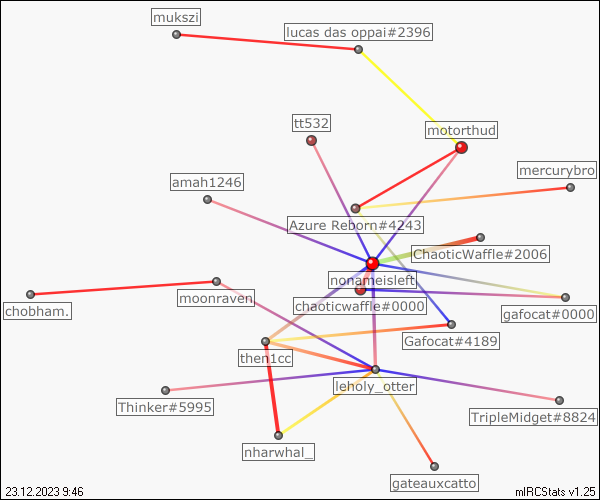 mukszi
lucas das oppai#2396
tt532
motorthud
mercurybro
amah1246
Azure Reborn#4243
ChaoticWaffle#2006
nonameisleft
moonraven
chaoticwaffle#0000
chobham.
gafocat#0000
Gafocat#4189
then1cc
leholy_otter
Thinker#5995
TripleMidget#8824
nharwhal_
gateauxcatto
23.12.2023 9:46
mIRCStats v1.25